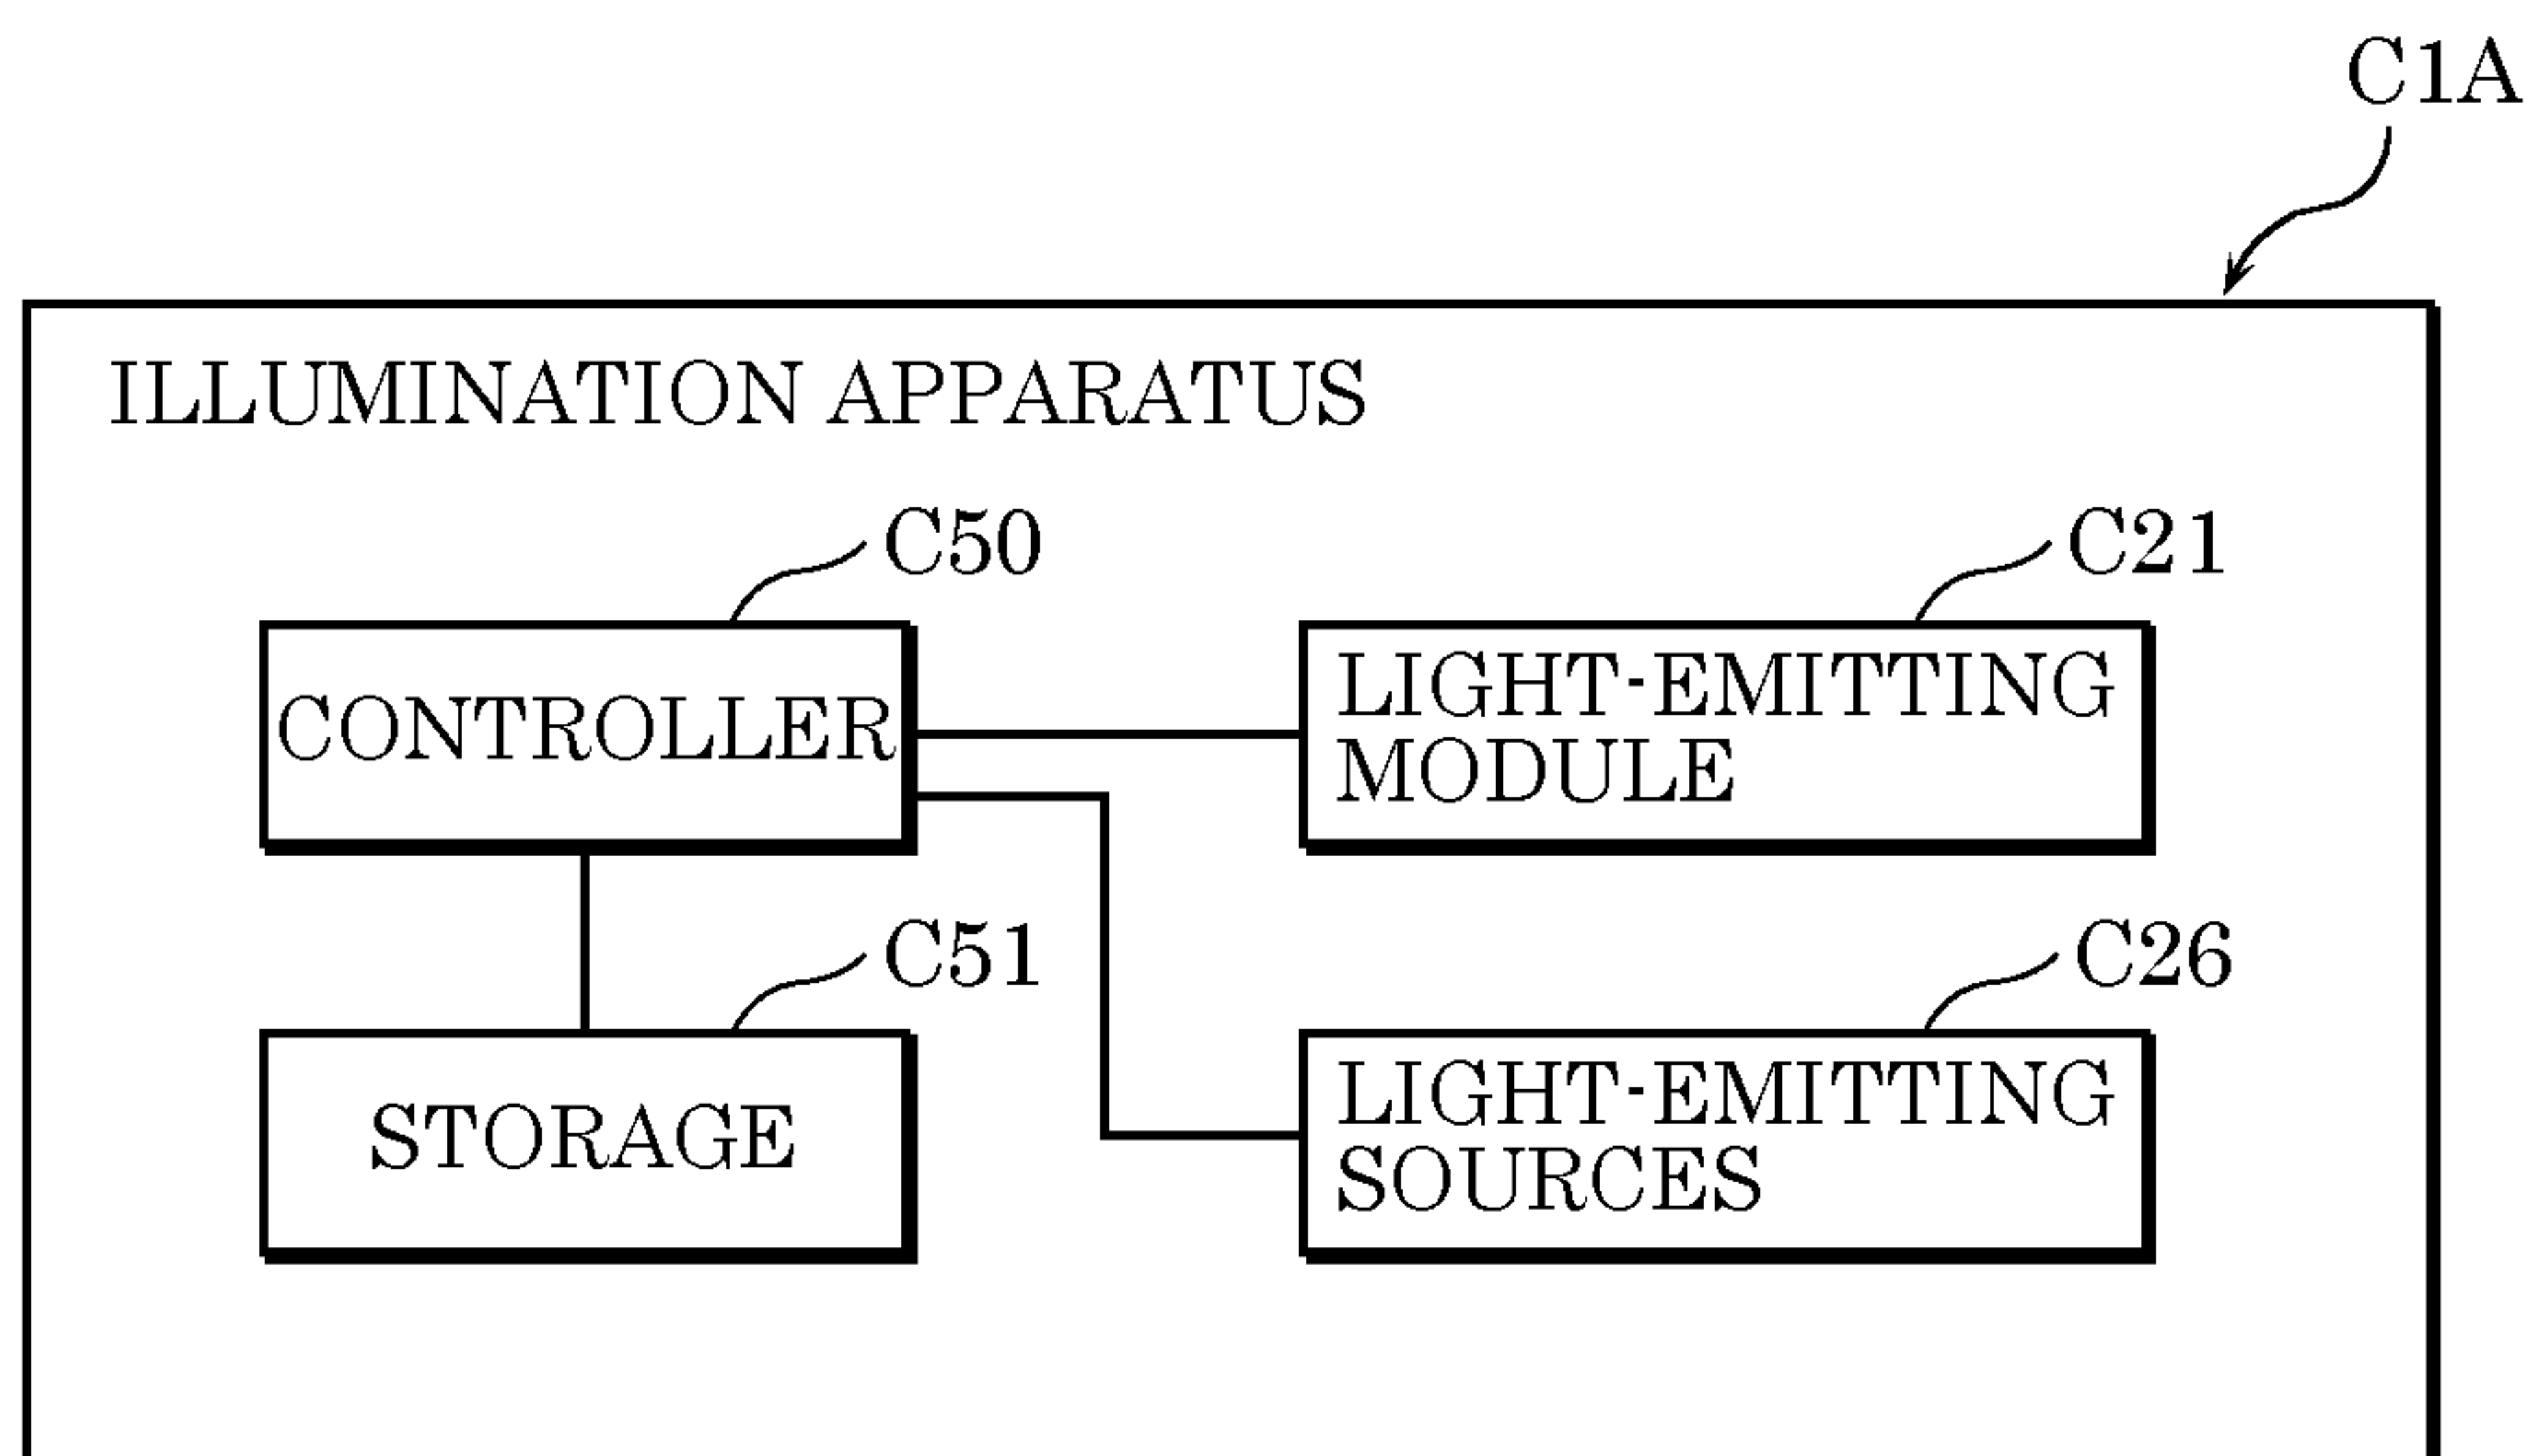 C1A
ILLUMINATION APPARATUS
C50
C21
CONTROLLER
LIGHT-EMITTING
MODULE
C51
C26
STORAGE
LIGHT-EMITTING
SOURCES